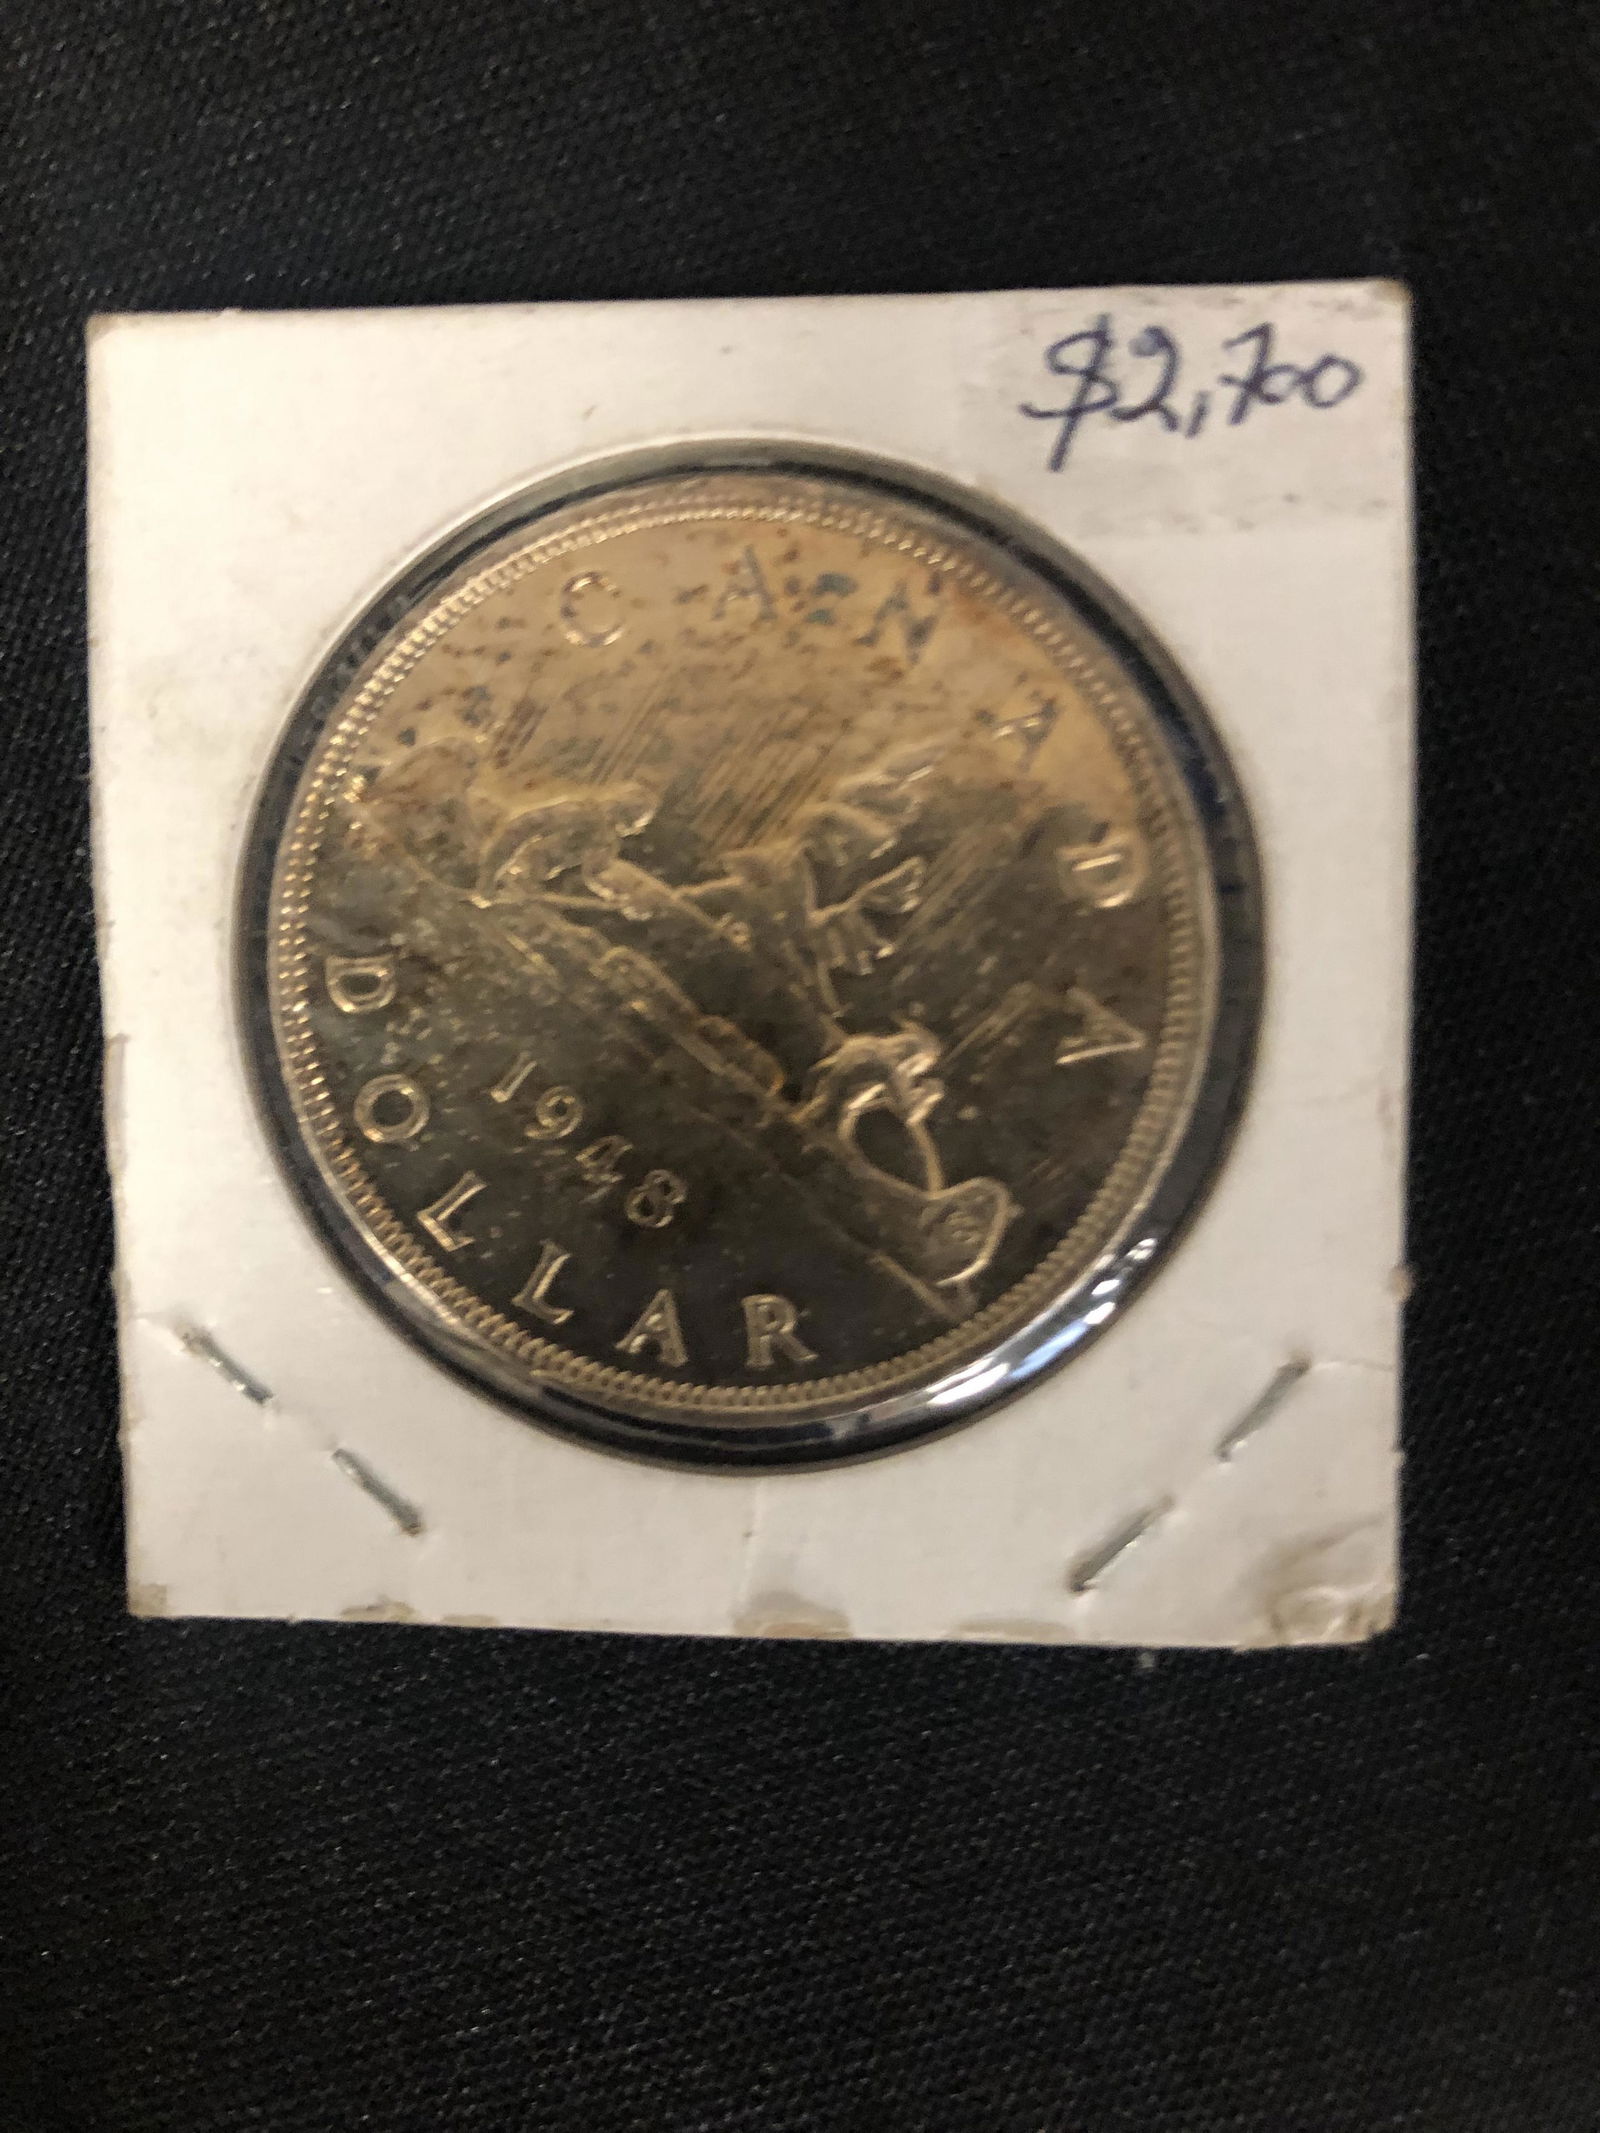 $2,700
CANADA
1948
DOLLAR